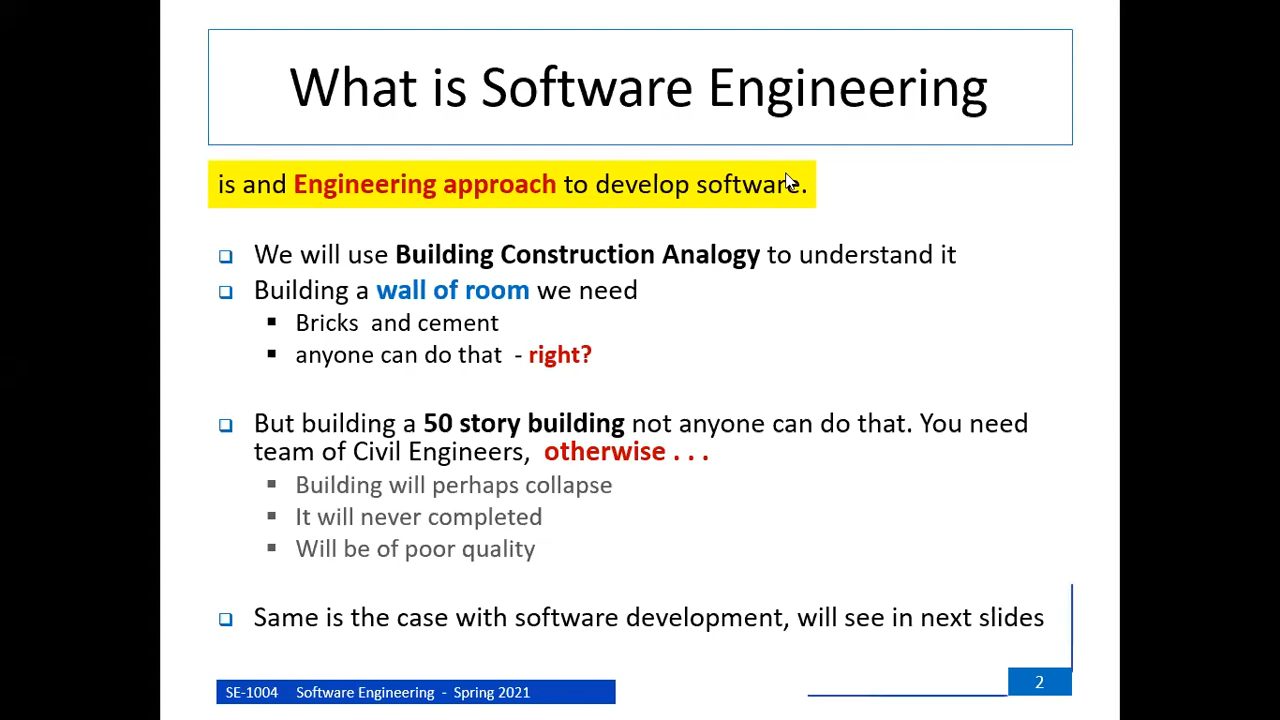 What is Software Engineering
is and Engineering approach to develop software.
We will use Building Construction Analogy to understand it
Building a wall of room we need
Bricks and cement
anyone can do that - right?
But building a 50 story building not anyone can do that. You need
team of Civil Engineers, otherwise . . .
Building will perhaps collapse
It will never completed
Will be of poor quality
Same is the case with software development, will see in next slides
SE-1004 Software Engineering - Spring 2021
2